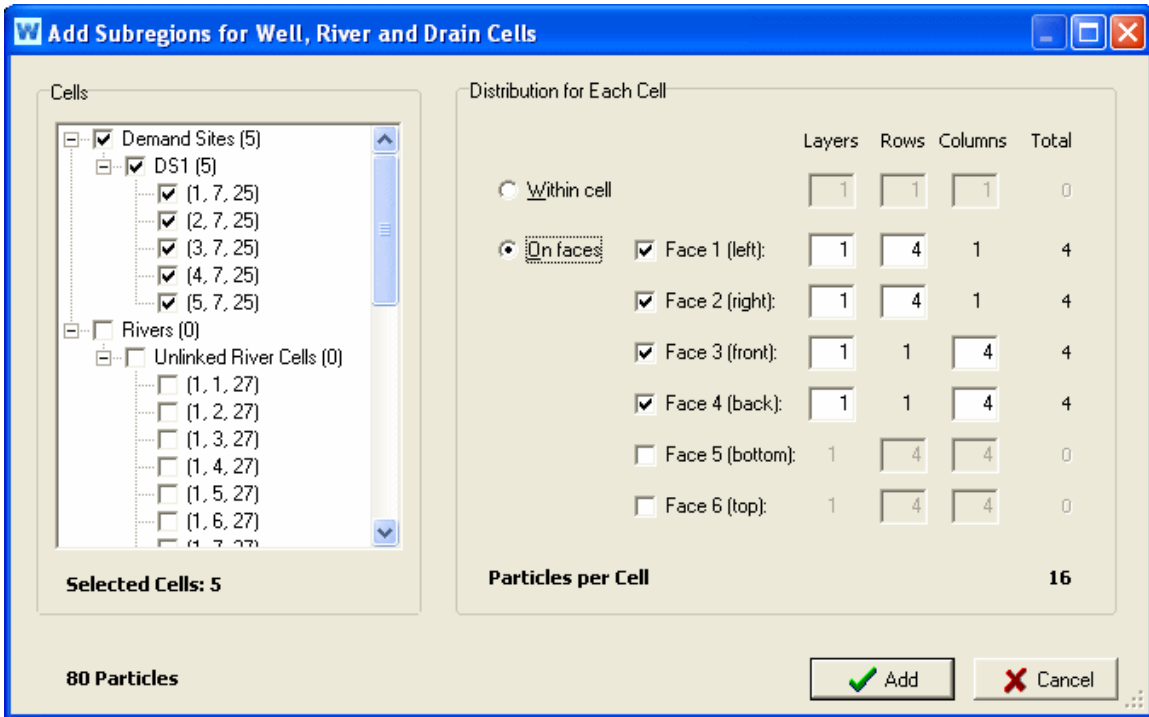 W Add Subregions for Well, River and Drain Cells
Cells
Demand Sites (5)
DS1 (5)
(1, 7, 25)
(2, 7, 25)
(3, 7, 25)
(4, 7, 25)
(5, 7, 25)
Rivers (0)
Unlinked River Cells (0)
(1, 1, 27)
(1, 2, 27)
(1, 3, 27)
(1, 4, 27)
(1, 5, 27)
(1, 6, 27)
(1, 7, 27)
Selected Cells: 5
Distribution for Each Cell
Layers Rows Columns Total
Within cell 1 1 1 0
On faces Face 1 (left): 1 4 1 4
Face 2 (right): 1 4 1 4
Face 3 (front): 1 1 4 4
Face 4 (back): 1 1 4 4
Face 5 (bottom): 1 4 4 0
Face 6 (top): 1 4 4 0
Particles per Cell 16
80 Particles
Add Cancel